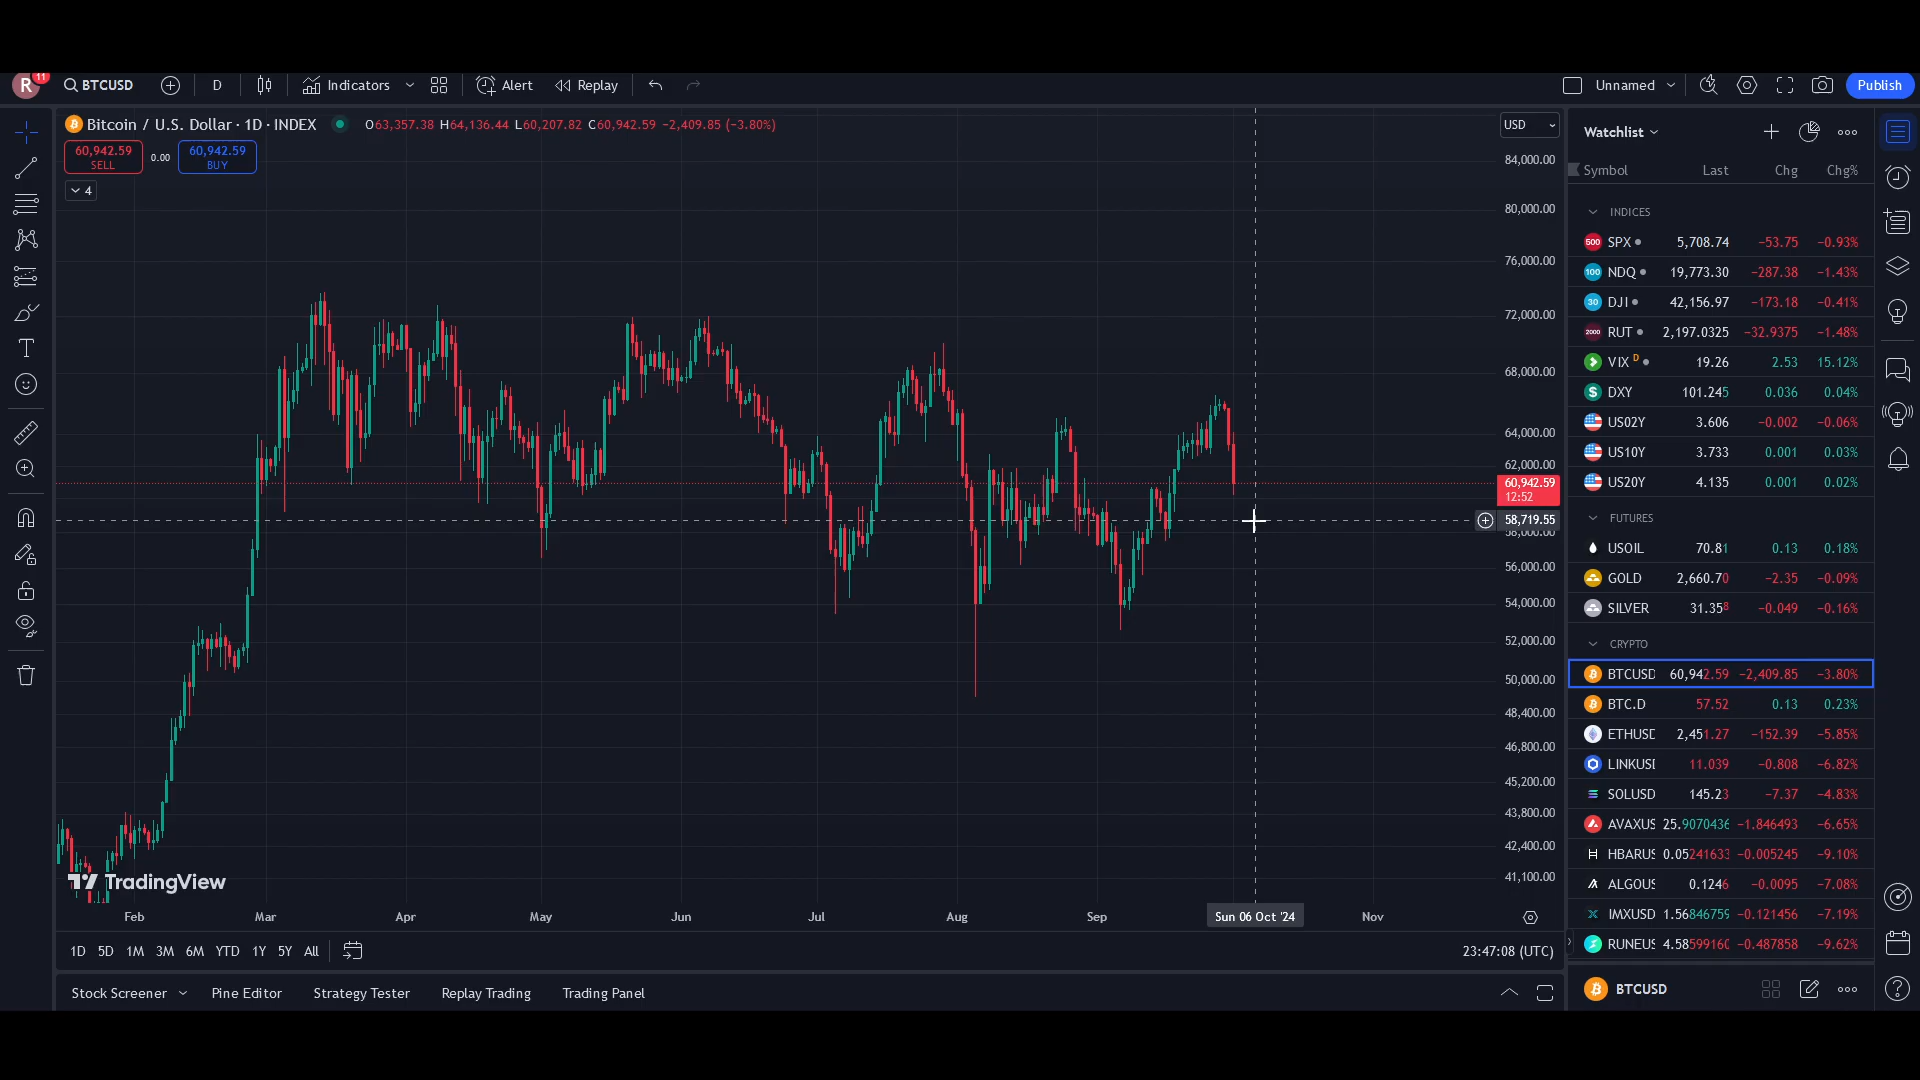 R 11 BTCUSD D Indicators Alert Replay Unnamed Publish
Bitcoin / U.S. Dollar · 1D · INDEX O63,357.38 H64,136.44 L60,207.82 C60,942.59 −2,409.85 (−3.80%)
60,942.59 SELL 0.00 60,942.59 BUY
4
USD
84,000.00
80,000.00
76,000.00
72,000.00
68,000.00
64,000.00
62,000.00
60,942.59
12:52
58,719.55
58,000.00
56,000.00
54,000.00
52,000.00
50,000.00
48,400.00
46,800.00
45,200.00
43,800.00
42,400.00
41,100.00
TradingView
Feb Mar Apr May Jun Jul Aug Sep Sun 06 Oct '24 Nov
1D 5D 1M 3M 6M YTD 1Y 5Y All 23:47:08 (UTC)
Stock Screener Pine Editor Strategy Tester Replay Trading Trading Panel
Watchlist
Symbol Last Chg Chg%
INDICES
500 SPX 5,708.74 −53.75 −0.93%
100 NDQ 19,773.30 −287.38 −1.43%
30 DJI 42,156.97 −173.18 −0.41%
2000 RUT 2,197.0325 −32.9375 −1.48%
VIX D 19.26 2.53 15.12%
DXY 101.245 0.036 0.04%
US02Y 3.606 −0.002 −0.06%
US10Y 3.733 0.001 0.03%
US20Y 4.135 0.001 0.02%
FUTURES
USOIL 70.81 0.13 0.18%
GOLD 2,660.70 −2.35 −0.09%
SILVER 31.358 −0.049 −0.16%
CRYPTO
BTCUSD 60,942.59 −2,409.85 −3.80%
BTC.D 57.52 0.13 0.23%
ETHUSD 2,451.27 −152.39 −5.85%
LINKUSD 11.039 −0.808 −6.82%
SOLUSD 145.23 −7.37 −4.83%
AVAXUS 25.9070436 −1.846493 −6.65%
HBARUS 0.05241633 −0.005245 −9.10%
ALGOUS 0.1246 −0.0095 −7.08%
IMXUSD 1.56846759 −0.121456 −7.19%
RUNEUS 4.58599160 −0.487858 −9.62%
BTCUSD